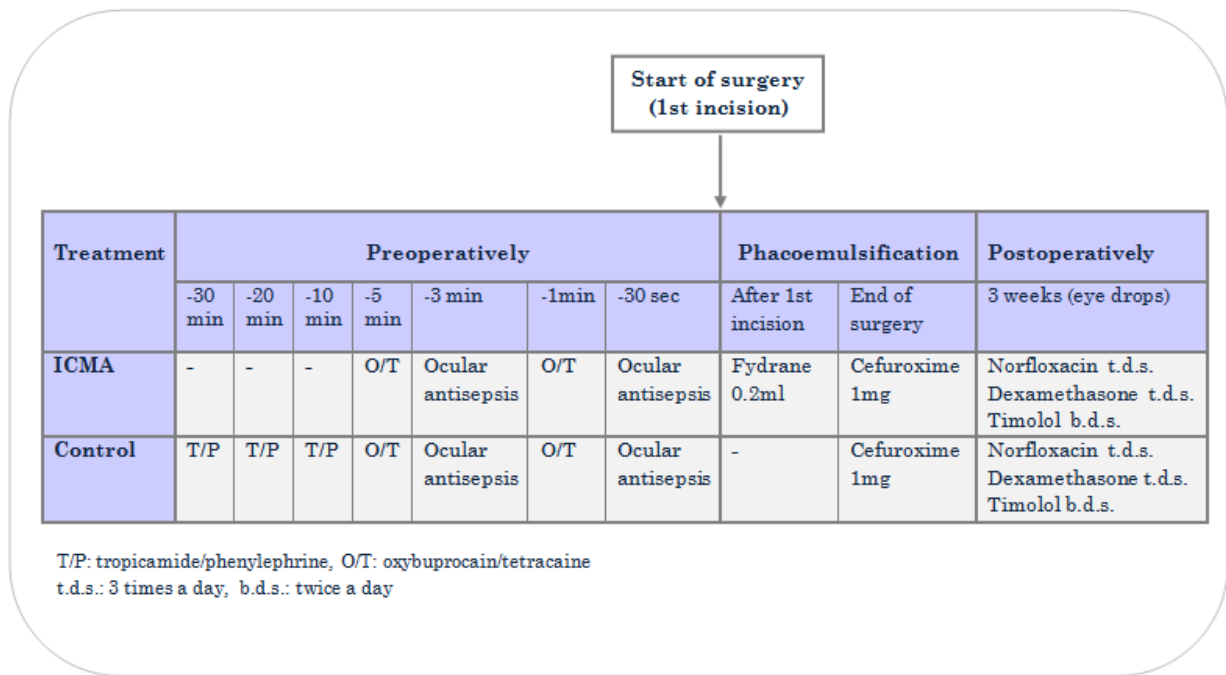 Start of surgery
(1st incision)
Treatment Preoperatively Phacoemulsification Postoperatively
-30 min -20 min -10 min -5 min -3 min -1min -30 sec After 1st incision End of surgery 3 weeks (eye drops)
ICMA - - - O/T Ocular antisepsis O/T Ocular antisepsis Fydrane 0.2ml Cefuroxime 1mg Norfloxacin t.d.s.
Dexamethasone t.d.s.
Timolol b.d.s.
Control T/P T/P T/P O/T Ocular antisepsis O/T Ocular antisepsis - Cefuroxime 1mg Norfloxacin t.d.s.
Dexamethasone t.d.s.
Timolol b.d.s.
T/P: tropicamide/phenylephrine, O/T: oxybuprocain/tetracaine
t.d.s.: 3 times a day, b.d.s.: twice a day